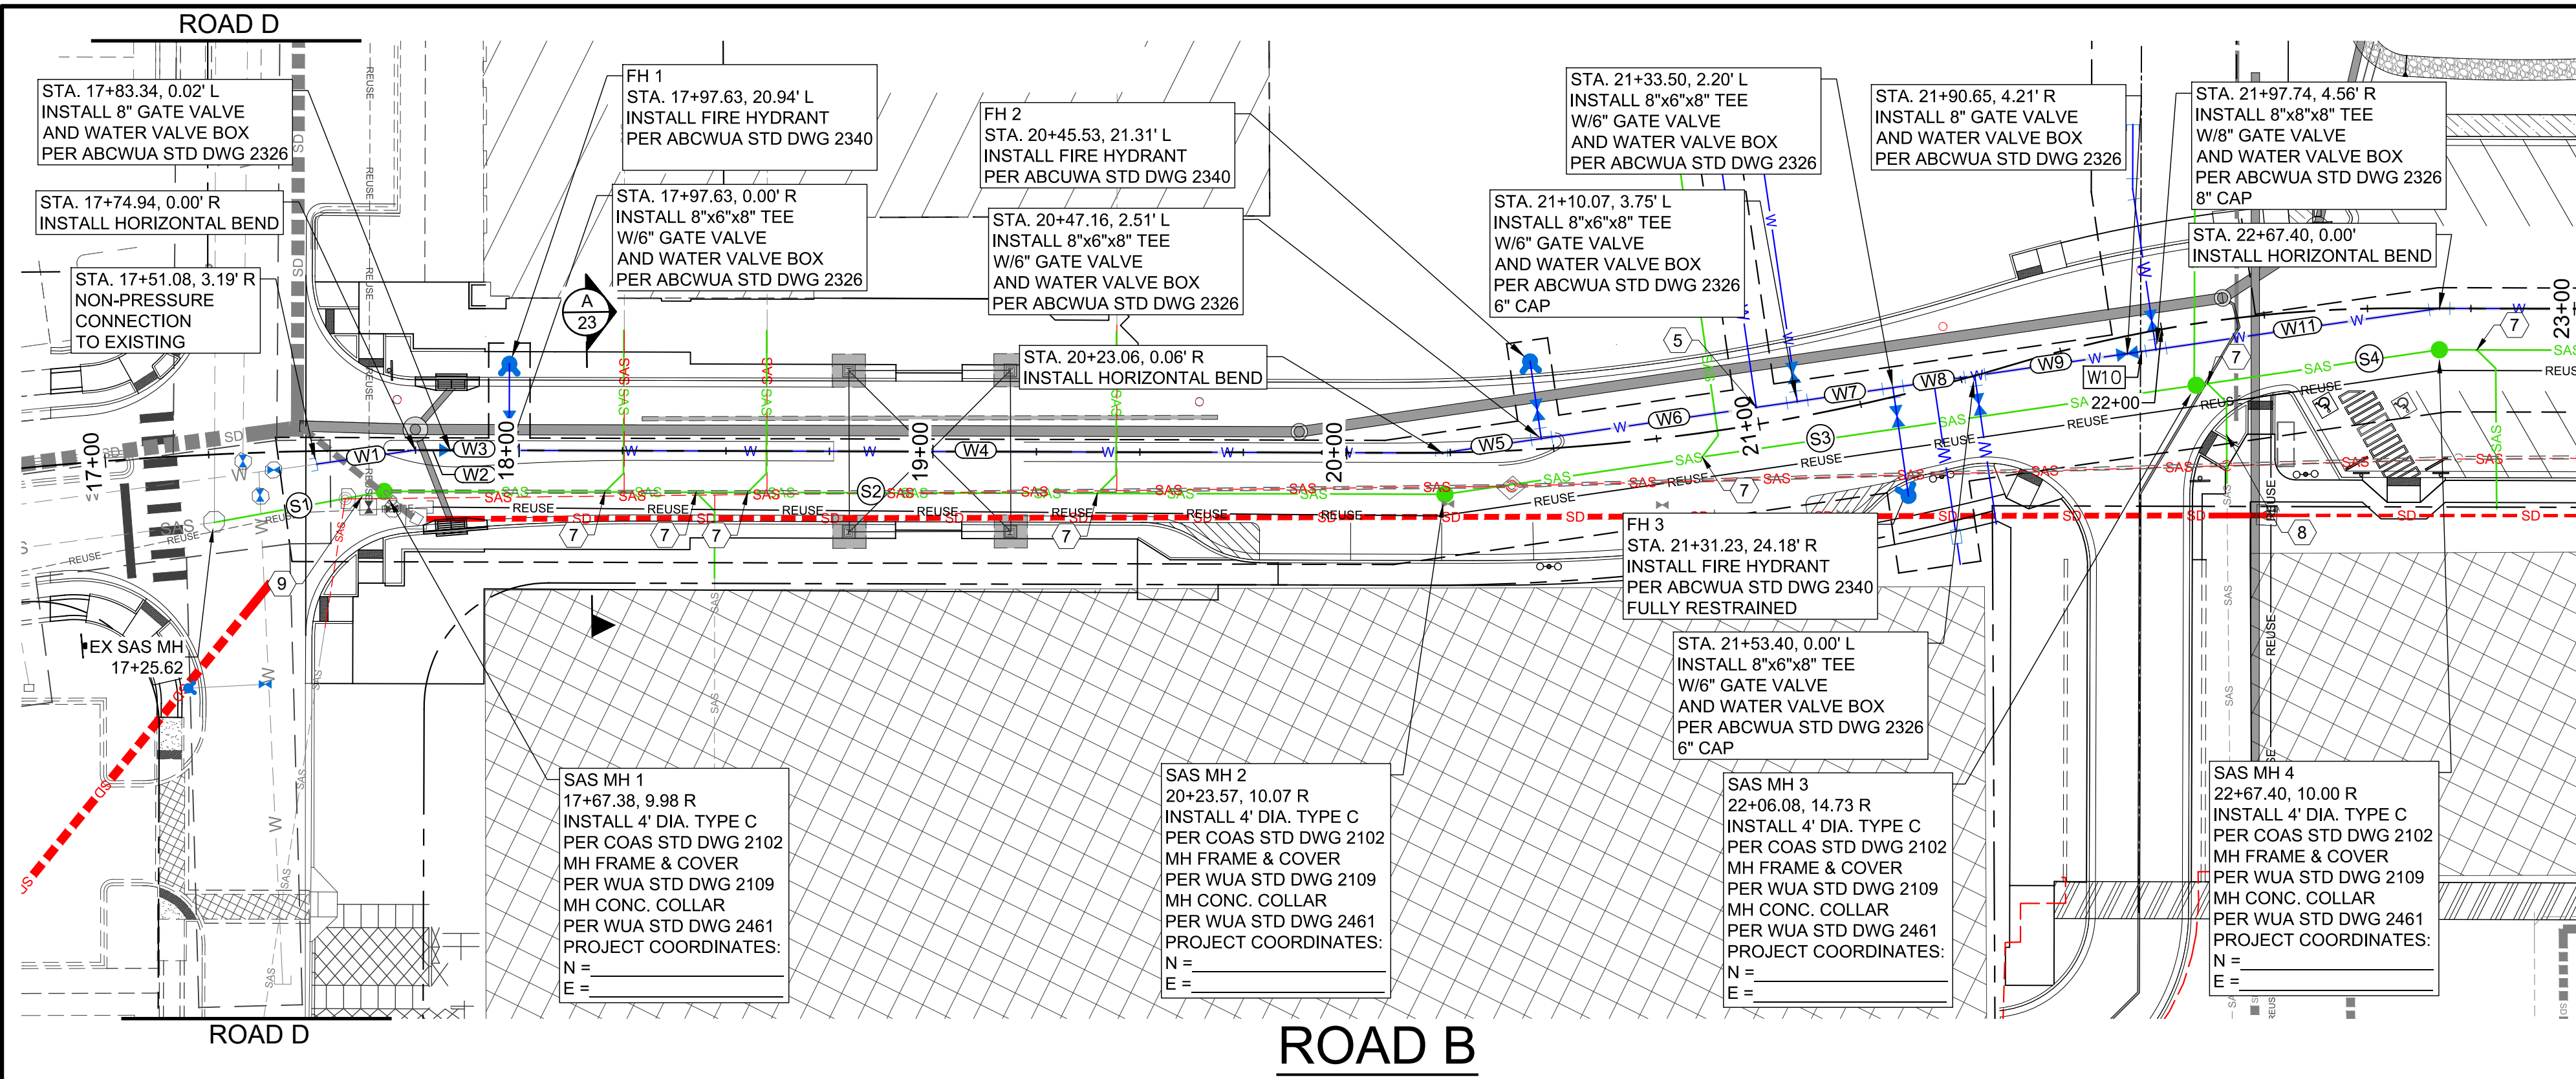 ROAD D
STA. 17+83.34, 0.02' L
INSTALL 8" GATE VALVE
AND WATER VALVE BOX
PER ABCWUA STD DWG 2326
STA. 17+74.94, 0.00' R
INSTALL HORIZONTAL BEND
STA. 17+51.08, 3.19' R
NON-PRESSURE
CONNECTION
TO EXISTING
FH 1
STA. 17+97.63, 20.94' L
INSTALL FIRE HYDRANT
PER ABCWUA STD DWG 2340
STA. 17+97.63, 0.00' R
INSTALL 8"x6"x8" TEE
W/6" GATE VALVE
AND WATER VALVE BOX
PER ABCWUA STD DWG 2326
A
23
FH 2
STA. 20+45.53, 21.31' L
INSTALL FIRE HYDRANT
PER ABCUWA STD DWG 2340
STA. 20+47.16, 2.51' L
INSTALL 8"x6"x8" TEE
W/6" GATE VALVE
AND WATER VALVE BOX
PER ABCWUA STD DWG 2326
STA. 20+23.06, 0.06' R
INSTALL HORIZONTAL BEND
STA. 21+33.50, 2.20' L
INSTALL 8"x6"x8" TEE
W/6" GATE VALVE
AND WATER VALVE BOX
PER ABCWUA STD DWG 2326
STA. 21+10.07, 3.75' L
INSTALL 8"x6"x8" TEE
W/6" GATE VALVE
AND WATER VALVE BOX
PER ABCWUA STD DWG 2326
6" CAP
STA. 21+90.65, 4.21' R
INSTALL 8" GATE VALVE
AND WATER VALVE BOX
PER ABCWUA STD DWG 2326
STA. 21+97.74, 4.56' R
INSTALL 8"x8"x8" TEE
W/8" GATE VALVE
AND WATER VALVE BOX
PER ABCWUA STD DWG 2326
8" CAP
STA. 22+67.40, 0.00'
INSTALL HORIZONTAL BEND
17+00
18+00
19+00
20+00
21+00
22+00
23+00
W1
W2
W3
W4
W5
W6
W7
W8
W9
W10
W11
S1
S2
S3
S4
5
7
7
7
7
7
7
7
8
9
SD
SAS
REUSE
W
EX SAS MH
17+25.62
FH 3
STA. 21+31.23, 24.18' R
INSTALL FIRE HYDRANT
PER ABCWUA STD DWG 2340
FULLY RESTRAINED
STA. 21+53.40, 0.00' L
INSTALL 8"x6"x8" TEE
W/6" GATE VALVE
AND WATER VALVE BOX
PER ABCWUA STD DWG 2326
6" CAP
SAS MH 1
17+67.38, 9.98 R
INSTALL 4' DIA. TYPE C
PER COAS STD DWG 2102
MH FRAME & COVER
PER WUA STD DWG 2109
MH CONC. COLLAR
PER WUA STD DWG 2461
PROJECT COORDINATES:
N =
E =
SAS MH 2
20+23.57, 10.07 R
INSTALL 4' DIA. TYPE C
PER COAS STD DWG 2102
MH FRAME & COVER
PER WUA STD DWG 2109
MH CONC. COLLAR
PER WUA STD DWG 2461
PROJECT COORDINATES:
N =
E =
SAS MH 3
22+06.08, 14.73 R
INSTALL 4' DIA. TYPE C
PER COAS STD DWG 2102
MH FRAME & COVER
PER WUA STD DWG 2109
MH CONC. COLLAR
PER WUA STD DWG 2461
PROJECT COORDINATES:
N =
E =
SAS MH 4
22+67.40, 10.00 R
INSTALL 4' DIA. TYPE C
PER COAS STD DWG 2102
MH FRAME & COVER
PER WUA STD DWG 2109
MH CONC. COLLAR
PER WUA STD DWG 2461
PROJECT COORDINATES:
N =
E =
ROAD D
ROAD B